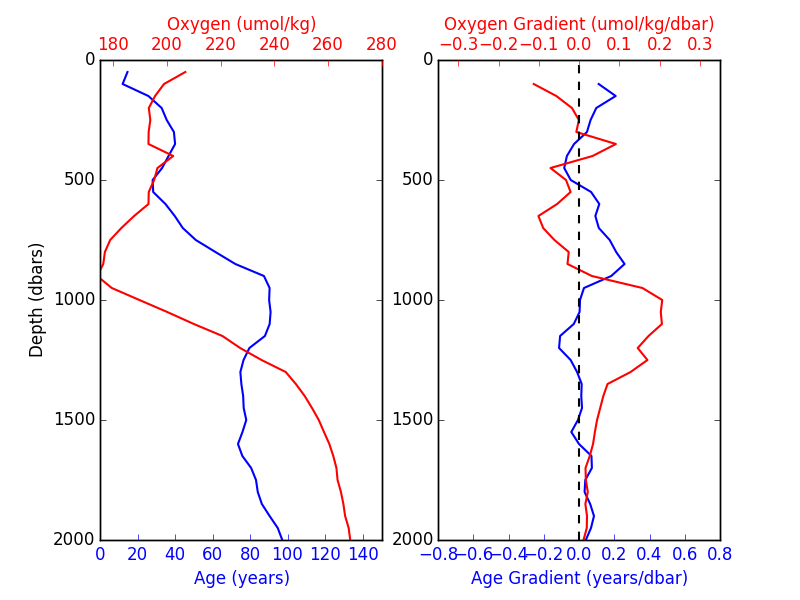 Oxygen (umol/kg)
180 200 220 240 260 280
0
500
1000
1500
2000
Depth (dbars)
0 20 40 60 80 100 120 140
Age (years)
Oxygen Gradient (umol/kg/dbar)
−0.3 −0.2 −0.1 0.0 0.1 0.2 0.3
0
500
1000
1500
2000
−0.8 −0.6 −0.4 −0.2 0.0 0.2 0.4 0.6 0.8
Age Gradient (years/dbar)